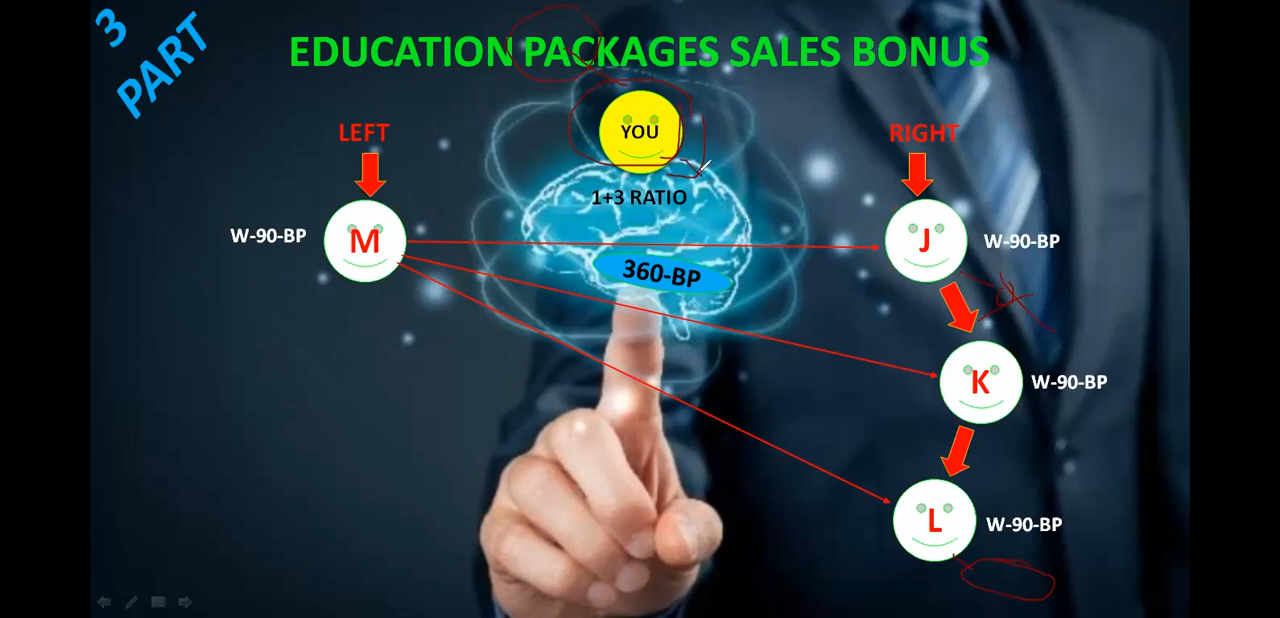 3
PART
EDUCATION PACKAGES SALES BONUS
YOU
LEFT
RIGHT
1+3 RATIO
W-90-BP
M
J
W-90-BP
360-BP
K
W-90-BP
L
W-90-BP